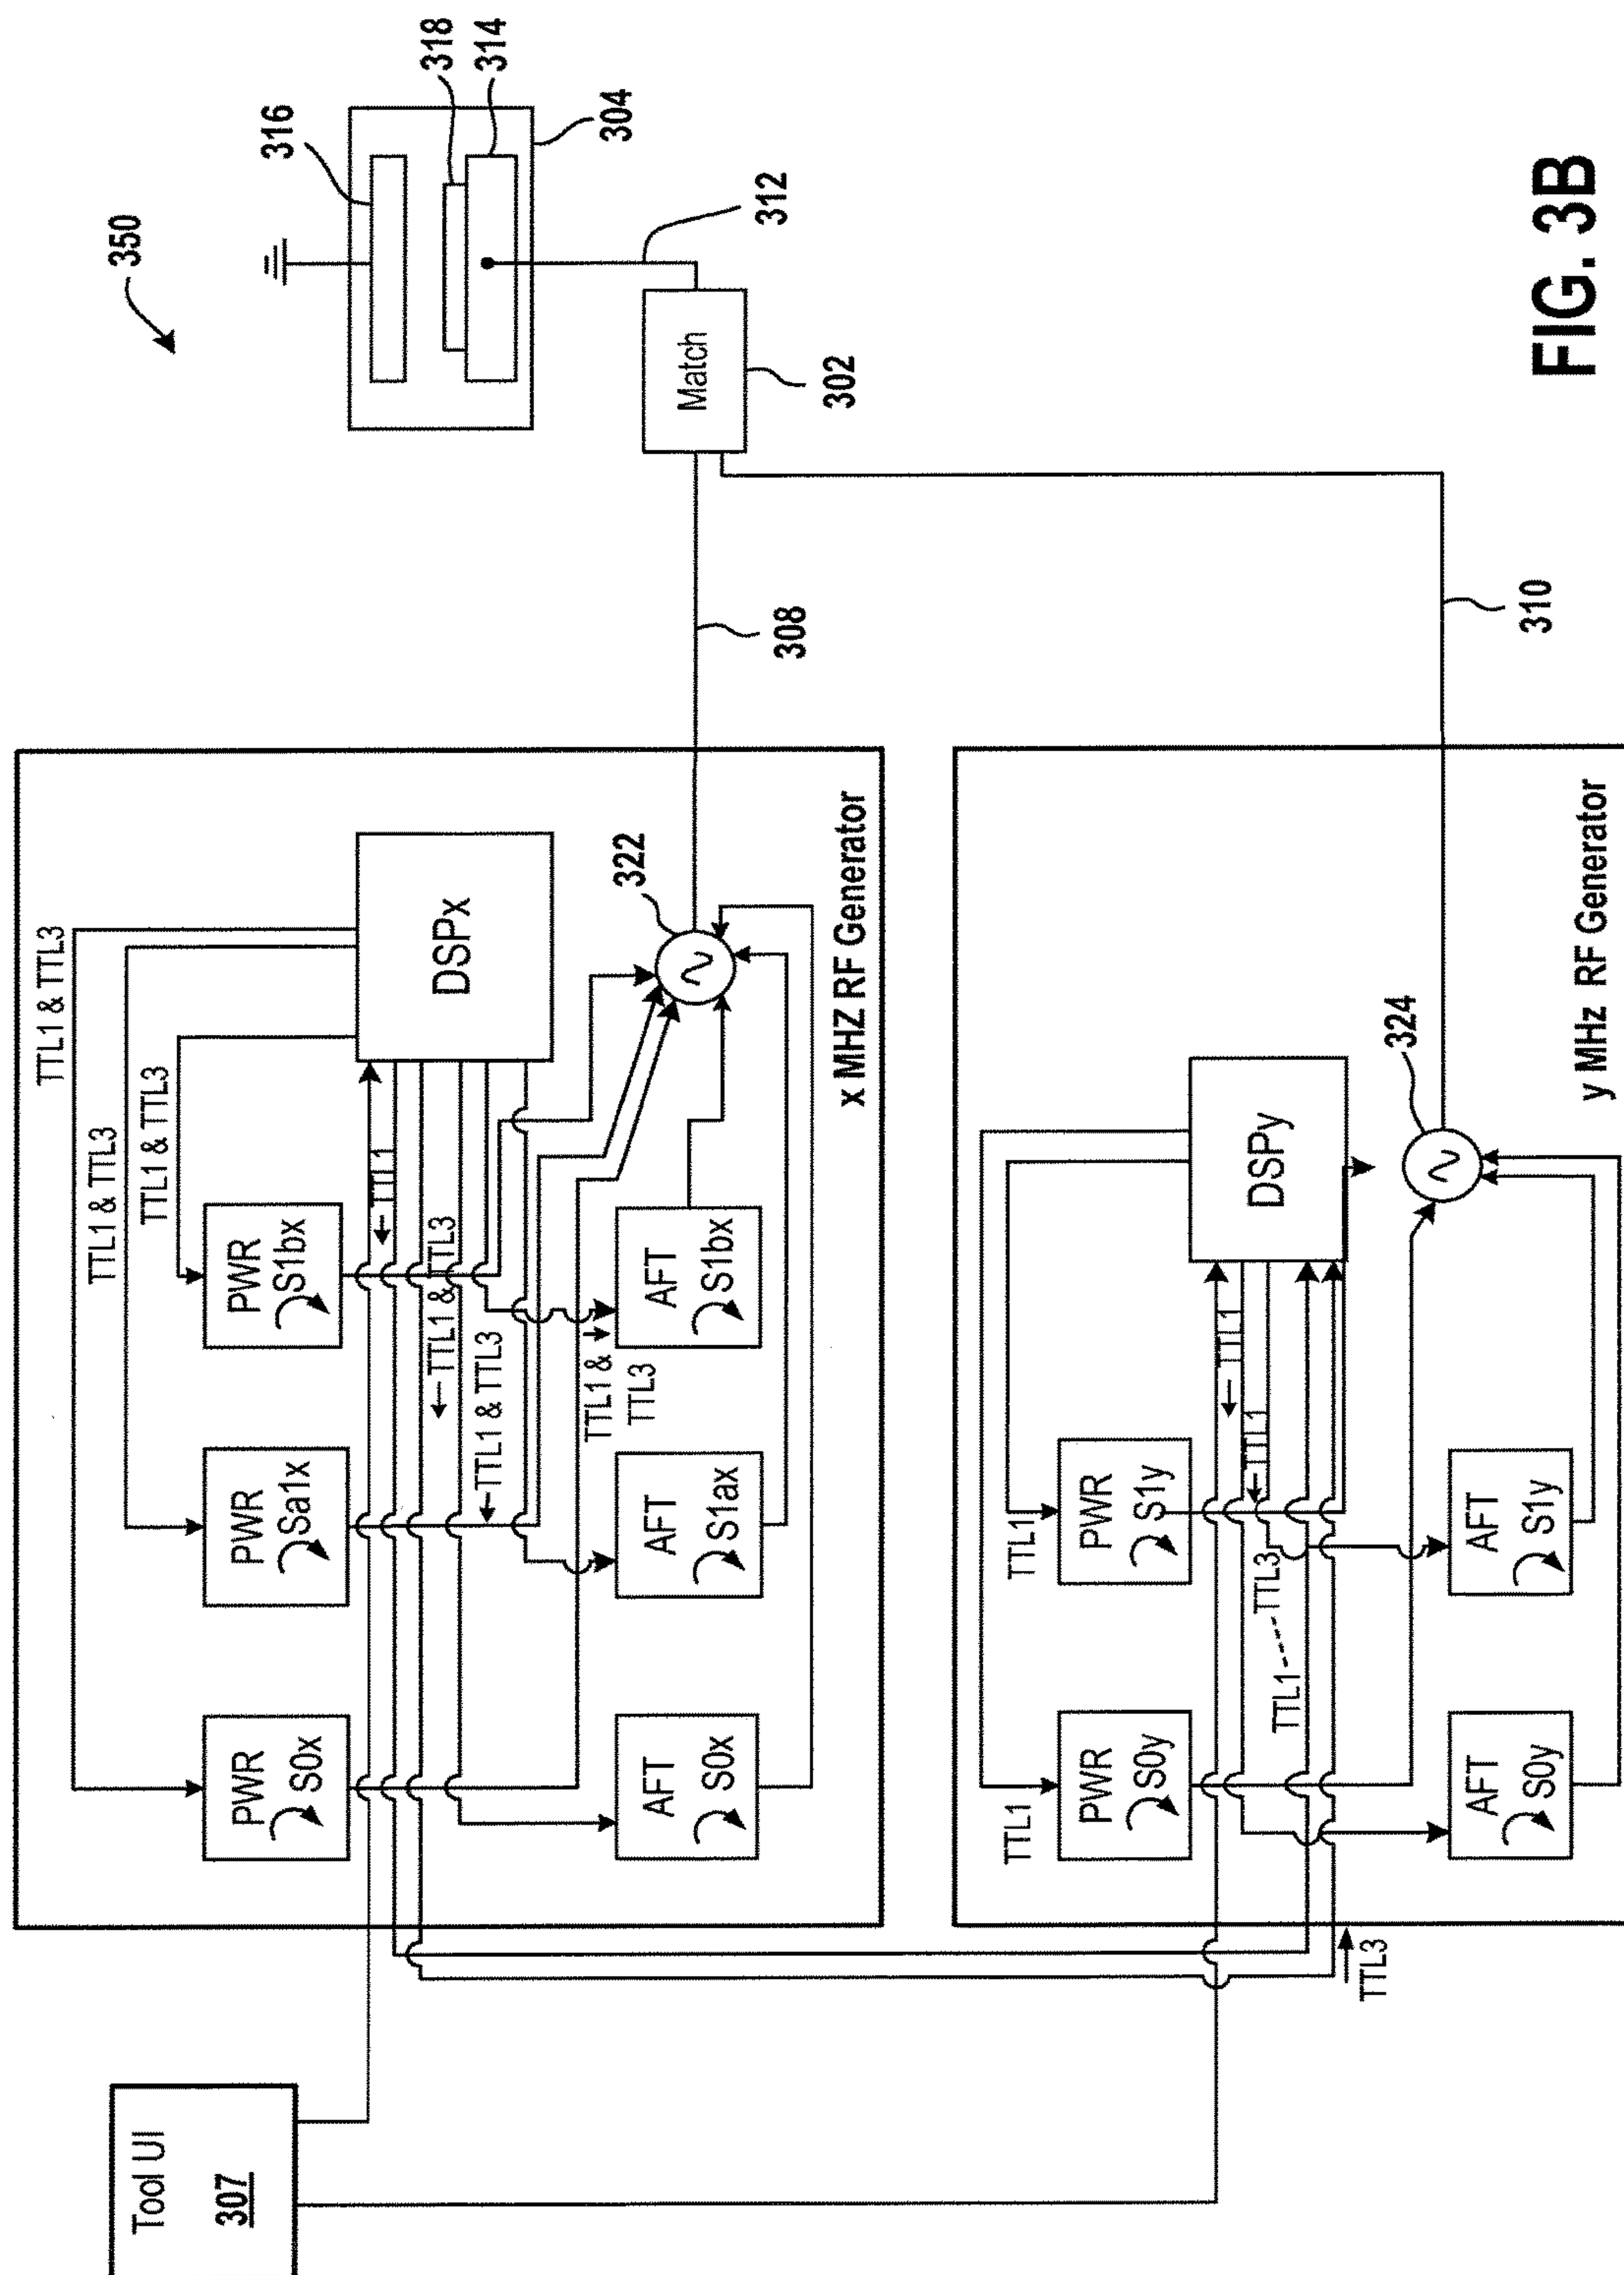 Tool UI
307
TTL1 & TTL3
TTL1 & TTL3
TTL1 & TTL3
PWR
S0x
PWR
Sa1x
PWR
S1bx
DSPx
TTL1
TTL1 & TTL3
TTL1 & TTL3
TTL1 &
TTL3
AFT
S0x
AFT
S1ax
AFT
S1bx
322
x MHZ RF Generator
308
350
316
318
314
304
312
Match
302
TTL1
TTL1
PWR
S0y
PWR
S1y
DSPy
TTL1
TTL1
TTL1----TTL3
TTL3
AFT
S0y
AFT
S1y
324
y MHz RF Generator
310
FIG. 3B